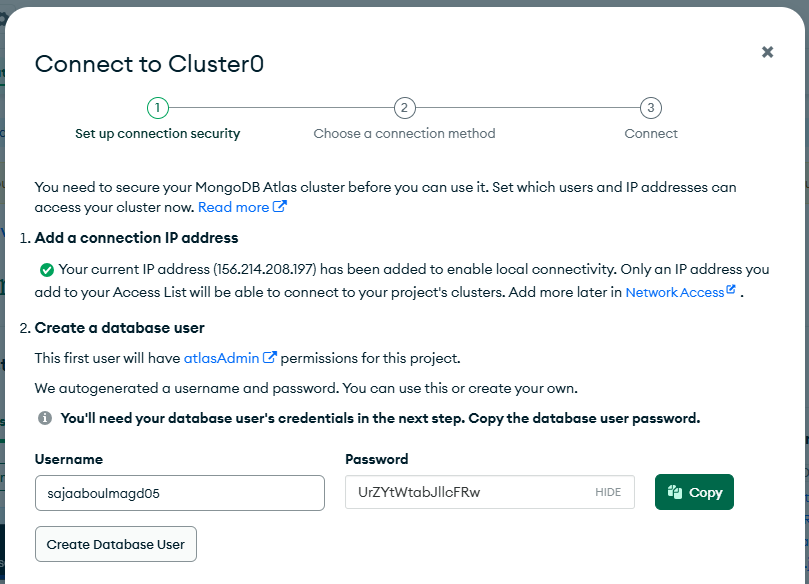 Connect to Cluster0
1
2
3
Set up connection security
Choose a connection method
Connect
You need to secure your MongoDB Atlas cluster before you can use it. Set which users and IP addresses can
access your cluster now. Read more
1. Add a connection IP address
Your current IP address (156.214.208.197) has been added to enable local connectivity. Only an IP address you
add to your Access List will be able to connect to your project's clusters. Add more later in Network Access .
2. Create a database user
This first user will have atlasAdmin permissions for this project.
We autogenerated a username and password. You can use this or create your own.
You'll need your database user's credentials in the next step. Copy the database user password.
Username
Password
sajaaboulmagd05
UrZYtWtabJllcFRw
HIDE
Copy
Create Database User